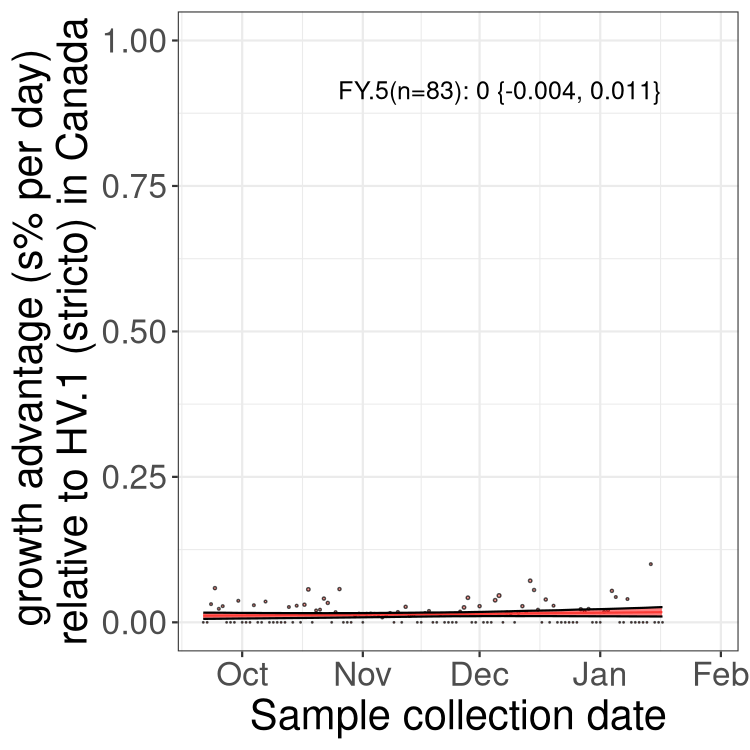 growth advantage (s% per day)
relative to HV.1 (stricto) in Canada
1.00
0.75
0.50
0.25
0.00
FY.5(n=83): 0 {-0.004, 0.011}
Oct Nov Dec Jan Feb
Sample collection date